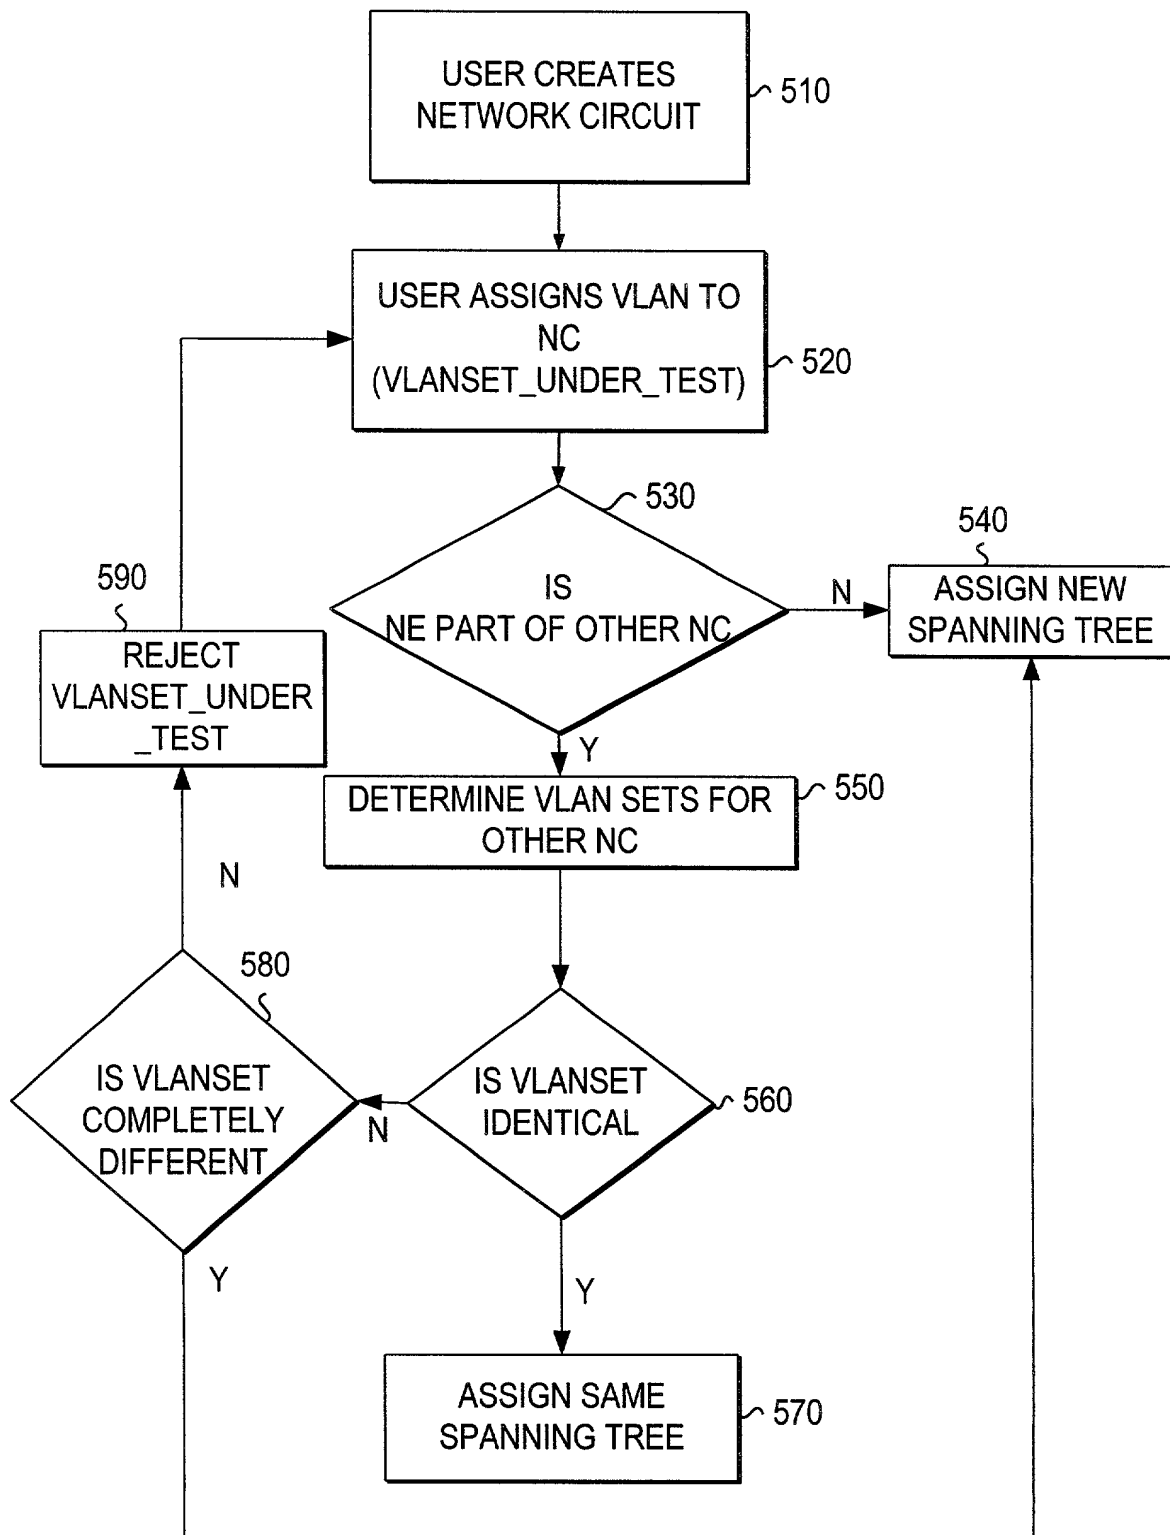 USER CREATES
NETWORK CIRCUIT
510
USER ASSIGNS VLAN TO
NC
(VLANSET_UNDER_TEST)
520
530
IS
NE PART OF OTHER NC
N
540
ASSIGN NEW
SPANNING TREE
590
REJECT
VLANSET_UNDER
_TEST
Y
DETERMINE VLAN SETS FOR
OTHER NC
550
N
580
IS VLANSET
COMPLETELY
DIFFERENT
N
IS VLANSET
IDENTICAL
560
Y
Y
ASSIGN SAME
SPANNING TREE
570